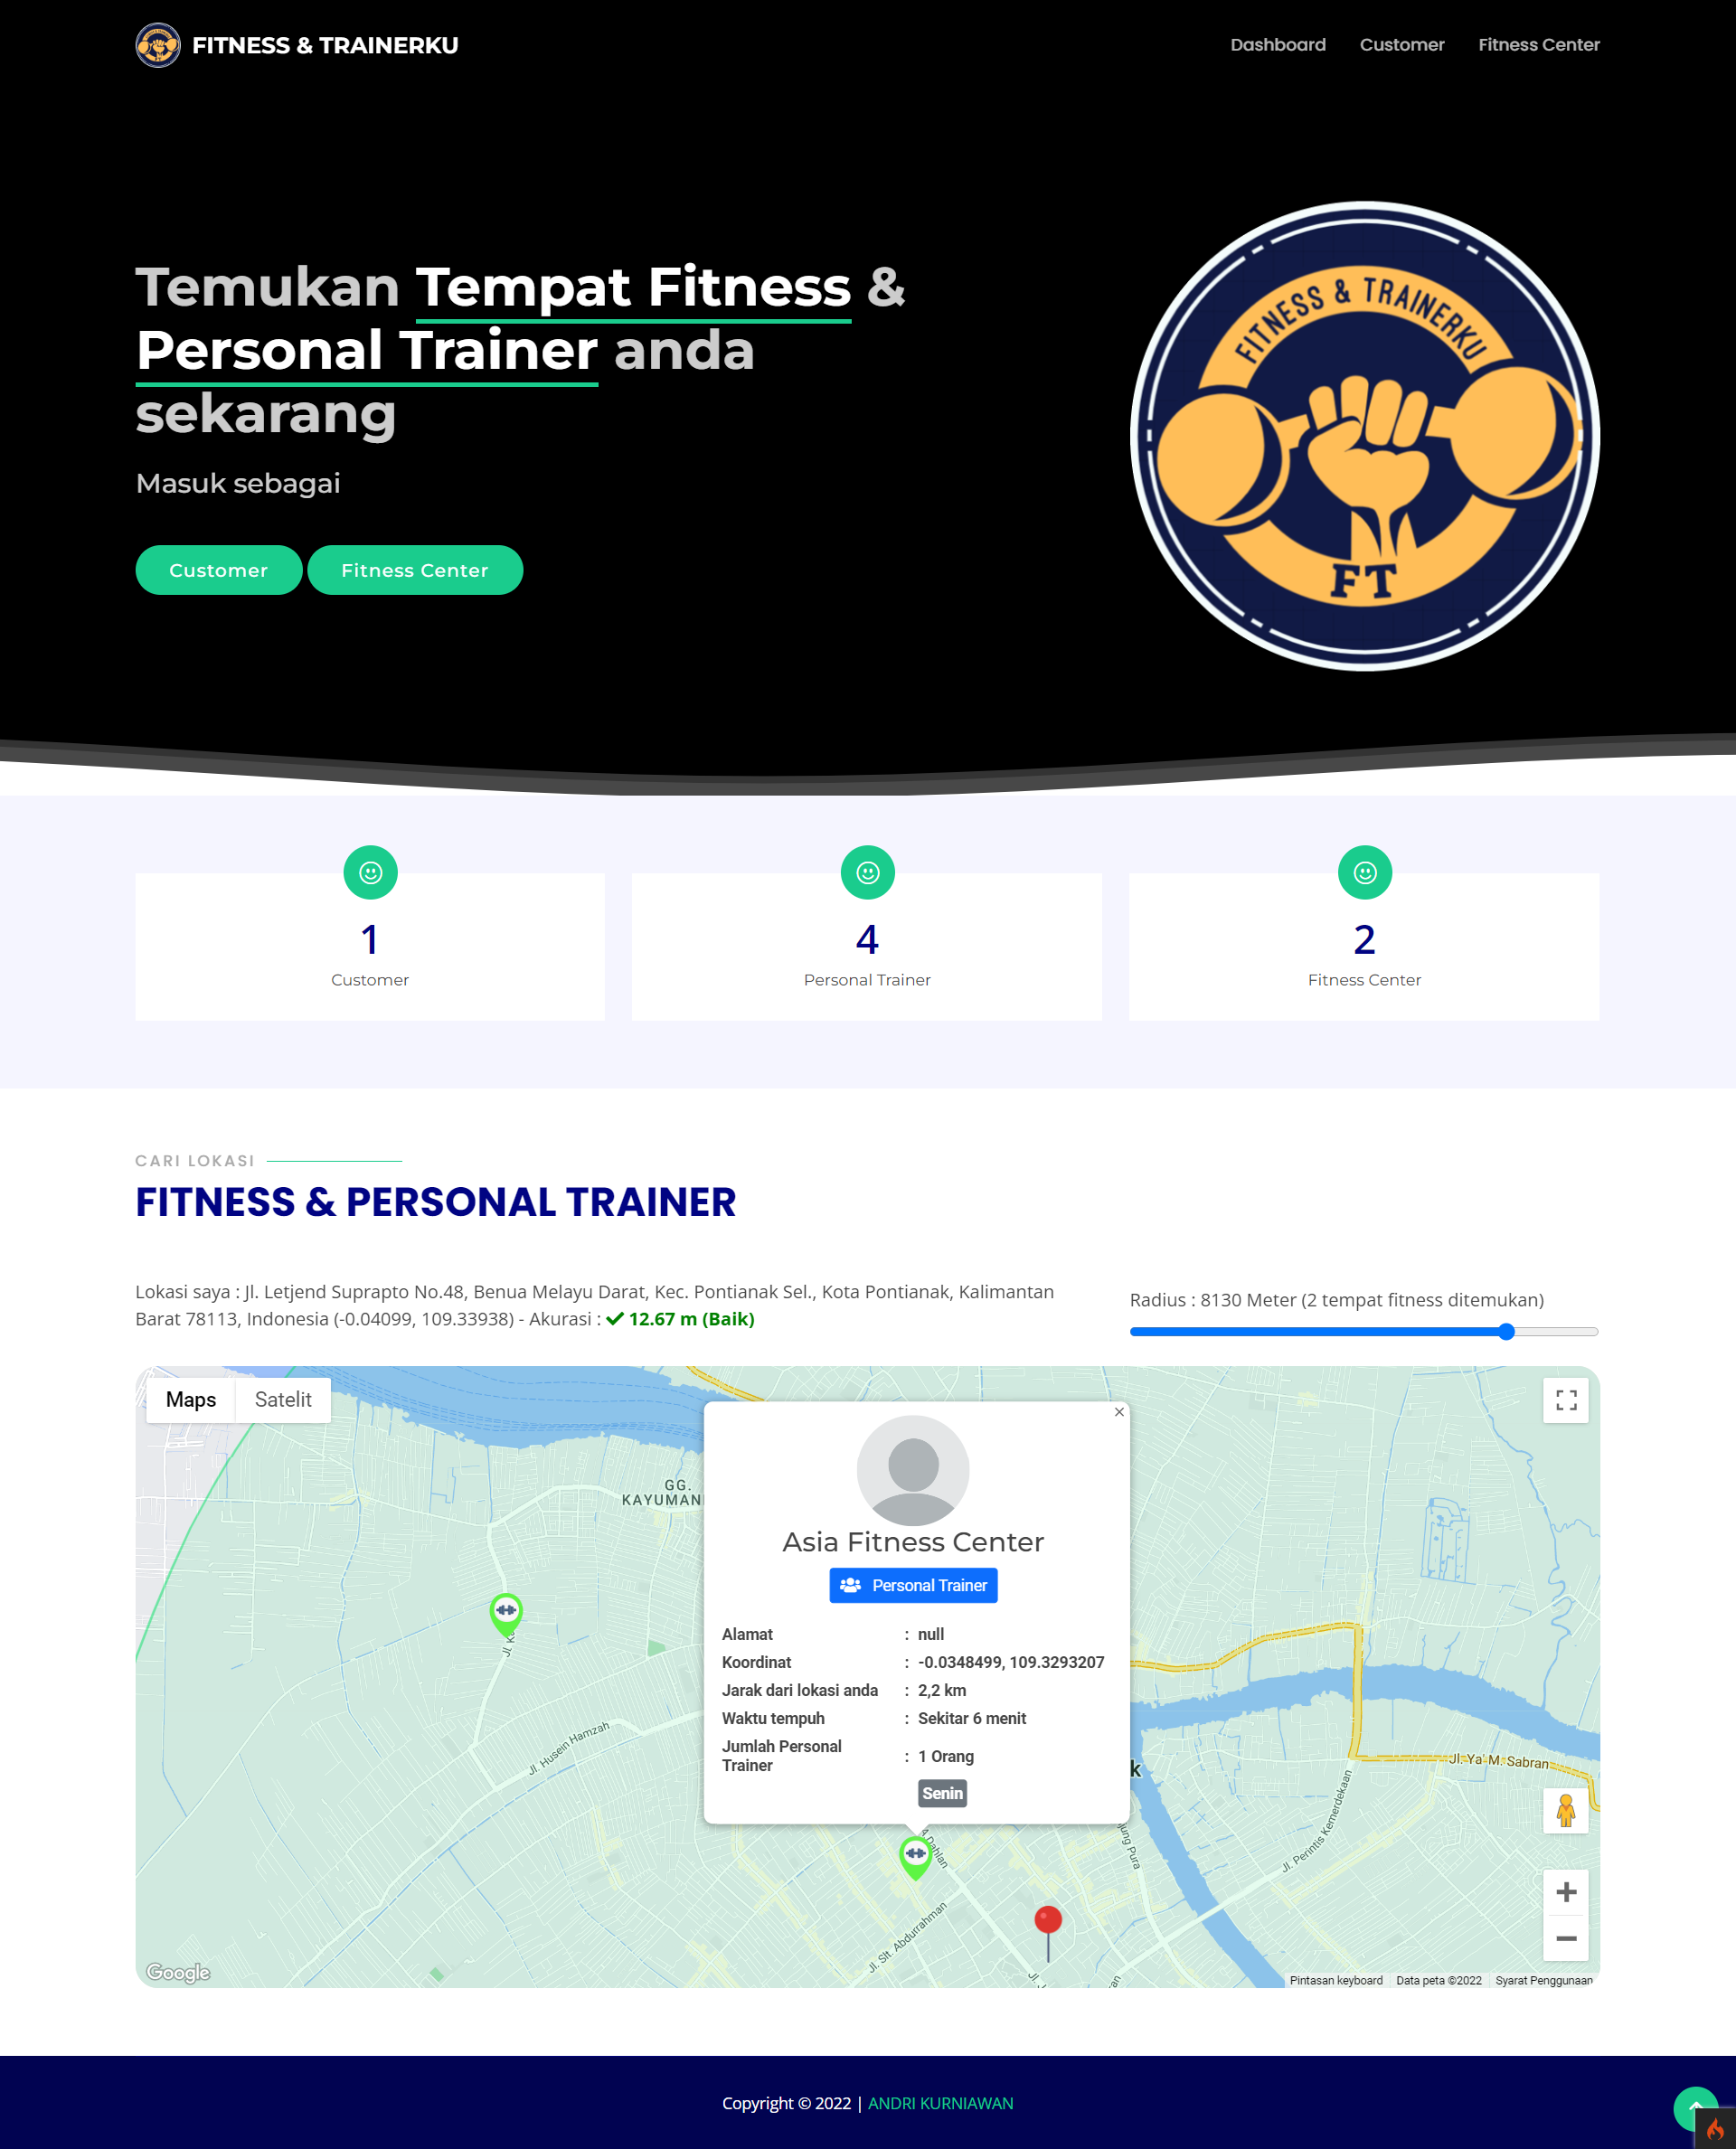 FITNESS & TRAINERKU
Dashboard
Customer
Fitness Center
Temukan Tempat Fitness &
Personal Trainer anda
sekarang
Masuk sebagai
Customer
Fitness Center
FITNESS & TRAINERKU
FT
1
Customer
4
Personal Trainer
2
Fitness Center
CARI LOKASI
FITNESS & PERSONAL TRAINER
Lokasi saya : Jl. Letjend Suprapto No.48, Benua Melayu Darat, Kec. Pontianak Sel., Kota Pontianak, Kalimantan
Barat 78113, Indonesia (-0.04099, 109.33938) - Akurasi : ✔ 12.67 m (Baik)
Radius : 8130 Meter (2 tempat fitness ditemukan)
Maps
Satelit
GG.
KAYUMAN
Asia Fitness Center
Personal Trainer
Alamat : null
Koordinat : -0.0348499, 109.3293207
Jarak dari lokasi anda : 2,2 km
Waktu tempuh : Sekitar 6 menit
Jumlah Personal
Trainer : 1 Orang
Senin
k
Jl. Husein Hamzah
Jl. Ya' M. Sabran
Jl. Perintis Kemerdekaan
Jl. Slt. Abdurrahman
Dahlan
Pura
Google
Pintasan keyboard
Data peta ©2022
Syarat Penggunaan
Copyright © 2022 | ANDRI KURNIAWAN